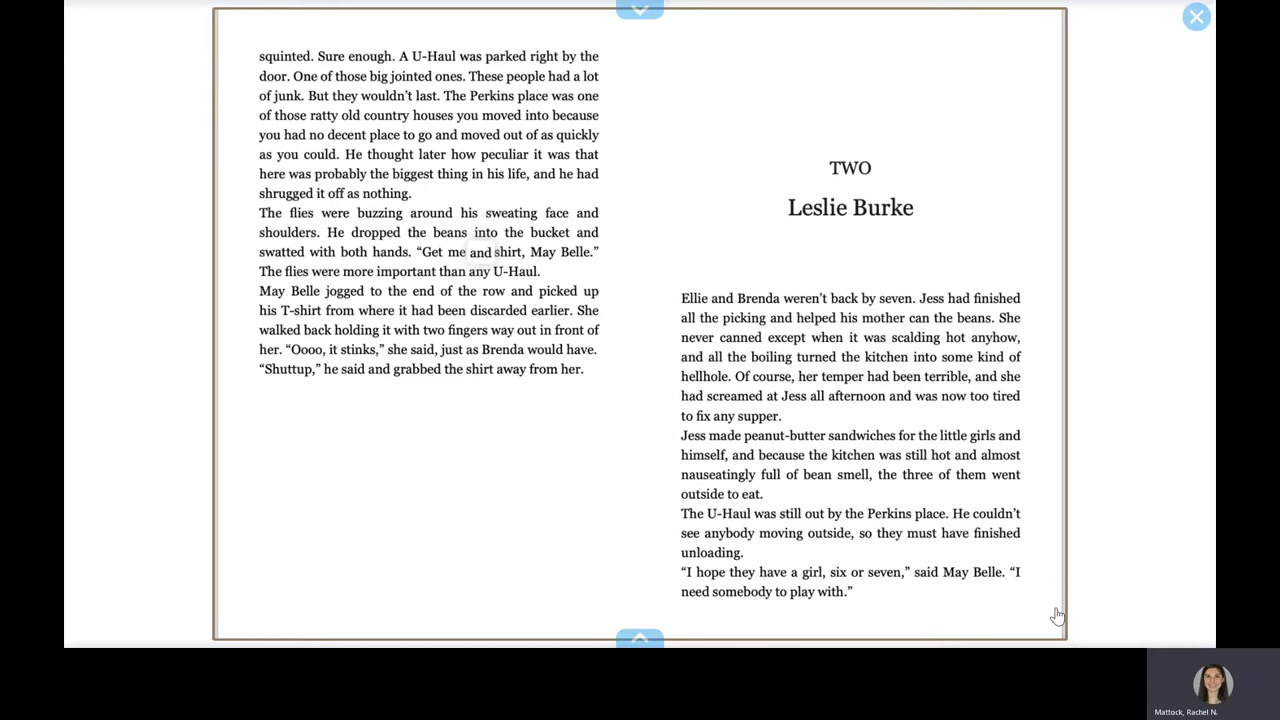 squinted. Sure enough. A U-Haul was parked right by the
door. One of those big jointed ones. These people had a lot
of junk. But they wouldn’t last. The Perkins place was one
of those ratty old country houses you moved into because
you had no decent place to go and moved out of as quickly
as you could. He thought later how peculiar it was that
here was probably the biggest thing in his life, and he had
shrugged it off as nothing.
The flies were buzzing around his sweating face and
shoulders. He dropped the beans into the bucket and
swatted with both hands. “Get me and shirt, May Belle.”
The flies were more important than any U-Haul.
May Belle jogged to the end of the row and picked up
his T-shirt from where it had been discarded earlier. She
walked back holding it with two fingers way out in front of
her. “Oooo, it stinks,” she said, just as Brenda would have.
“Shuttup,” he said and grabbed the shirt away from her.
TWO
Leslie Burke
Ellie and Brenda weren’t back by seven. Jess had finished
all the picking and helped his mother can the beans. She
never canned except when it was scalding hot anyhow,
and all the boiling turned the kitchen into some kind of
hellhole. Of course, her temper had been terrible, and she
had screamed at Jess all afternoon and was now too tired
to fix any supper.
Jess made peanut-butter sandwiches for the little girls and
himself, and because the kitchen was still hot and almost
nauseatingly full of bean smell, the three of them went
outside to eat.
The U-Haul was still out by the Perkins place. He couldn’t
see anybody moving outside, so they must have finished
unloading.
“I hope they have a girl, six or seven,” said May Belle. “I
need somebody to play with.”
Mattock, Rachel N.